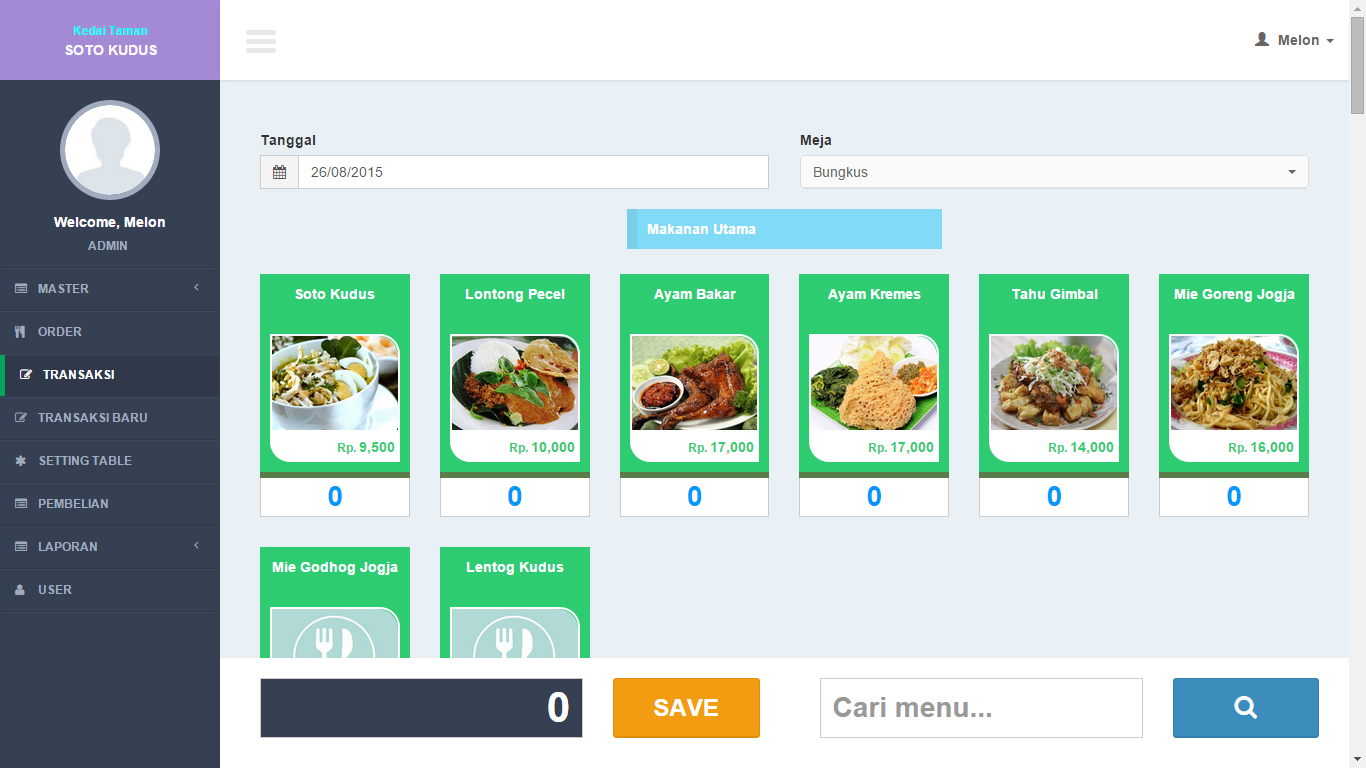 Kedai Taman
SOTO KUDUS
Melon
Welcome, Melon
ADMIN
MASTER
ORDER
TRANSAKSI
TRANSAKSI BARU
SETTING TABLE
PEMBELIAN
LAPORAN
USER
Tanggal
Meja
26/08/2015
Bungkus
Makanan Utama
Soto Kudus
Lontong Pecel
Ayam Bakar
Ayam Kremes
Tahu Gimbal
Mie Goreng Jogja
Rp. 9,500
Rp. 10,000
Rp. 17,000
Rp. 17,000
Rp. 14,000
Rp. 16,000
0
0
0
0
0
0
Mie Godhog Jogja
Lentog Kudus
0
SAVE
Cari menu...